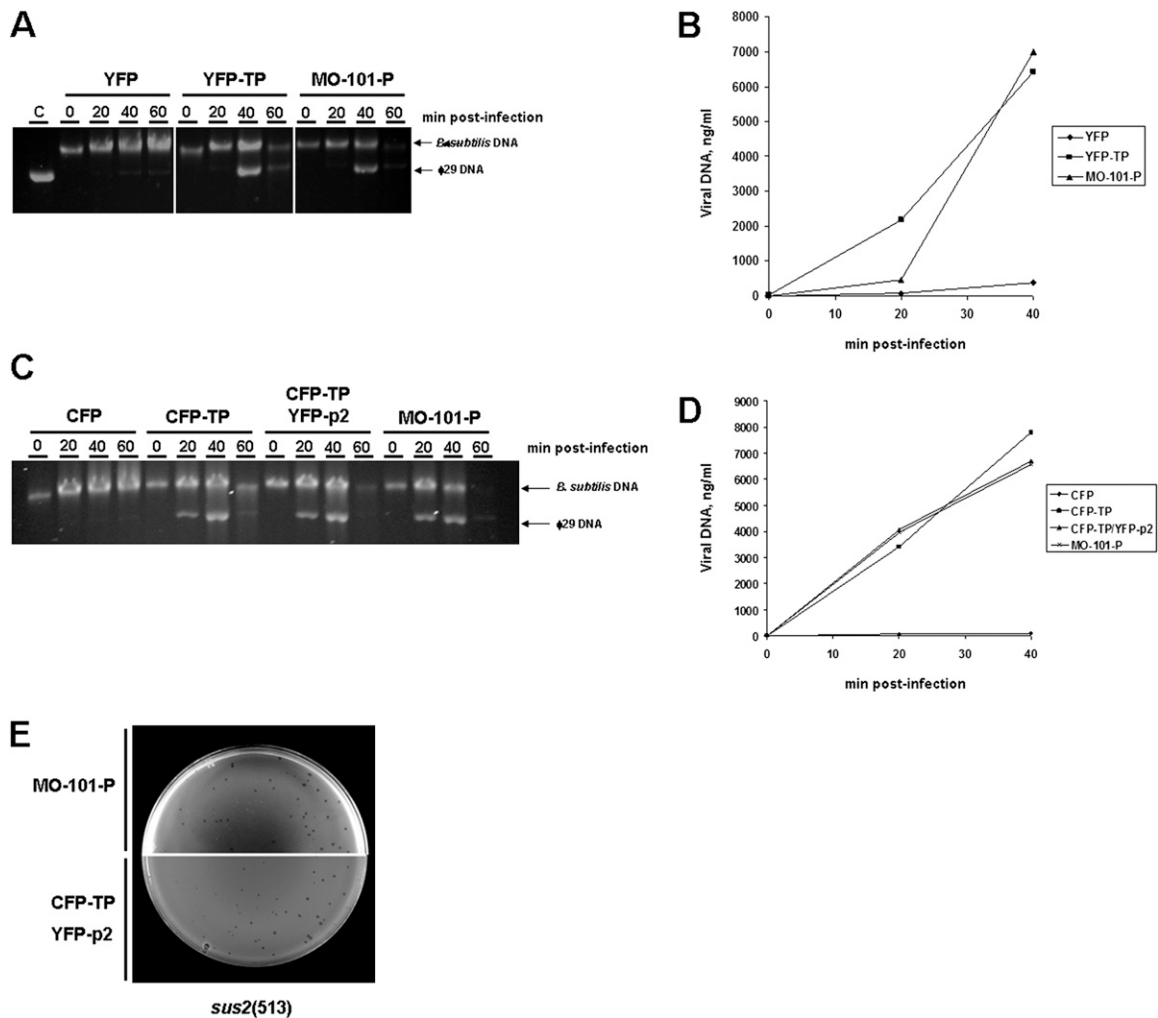 A
YFP YFP-TP MO-101-P
C 0 20 40 60 0 20 40 60 0 20 40 60 min post-infection
B. subtilis DNA
ϕ29 DNA
B
8000
7000
6000
5000
4000
3000
2000
1000
0
0 10 20 30 40
Viral DNA, ng/ml
min post-infection
YFP
YFP-TP
MO-101-P
C
CFP CFP-TP CFP-TP YFP-p2 MO-101-P
0 20 40 60 0 20 40 60 0 20 40 60 0 20 40 60 min post-infection
B. subtilis DNA
ϕ29 DNA
D
9000
8000
7000
6000
5000
4000
3000
2000
1000
0
0 10 20 30 40
Viral DNA, ng/ml
min post-infection
CFP
CFP-TP
CFP-TP/YFP-p2
MO-101-P
E
MO-101-P
CFP-TP
YFP-p2
sus2(513)